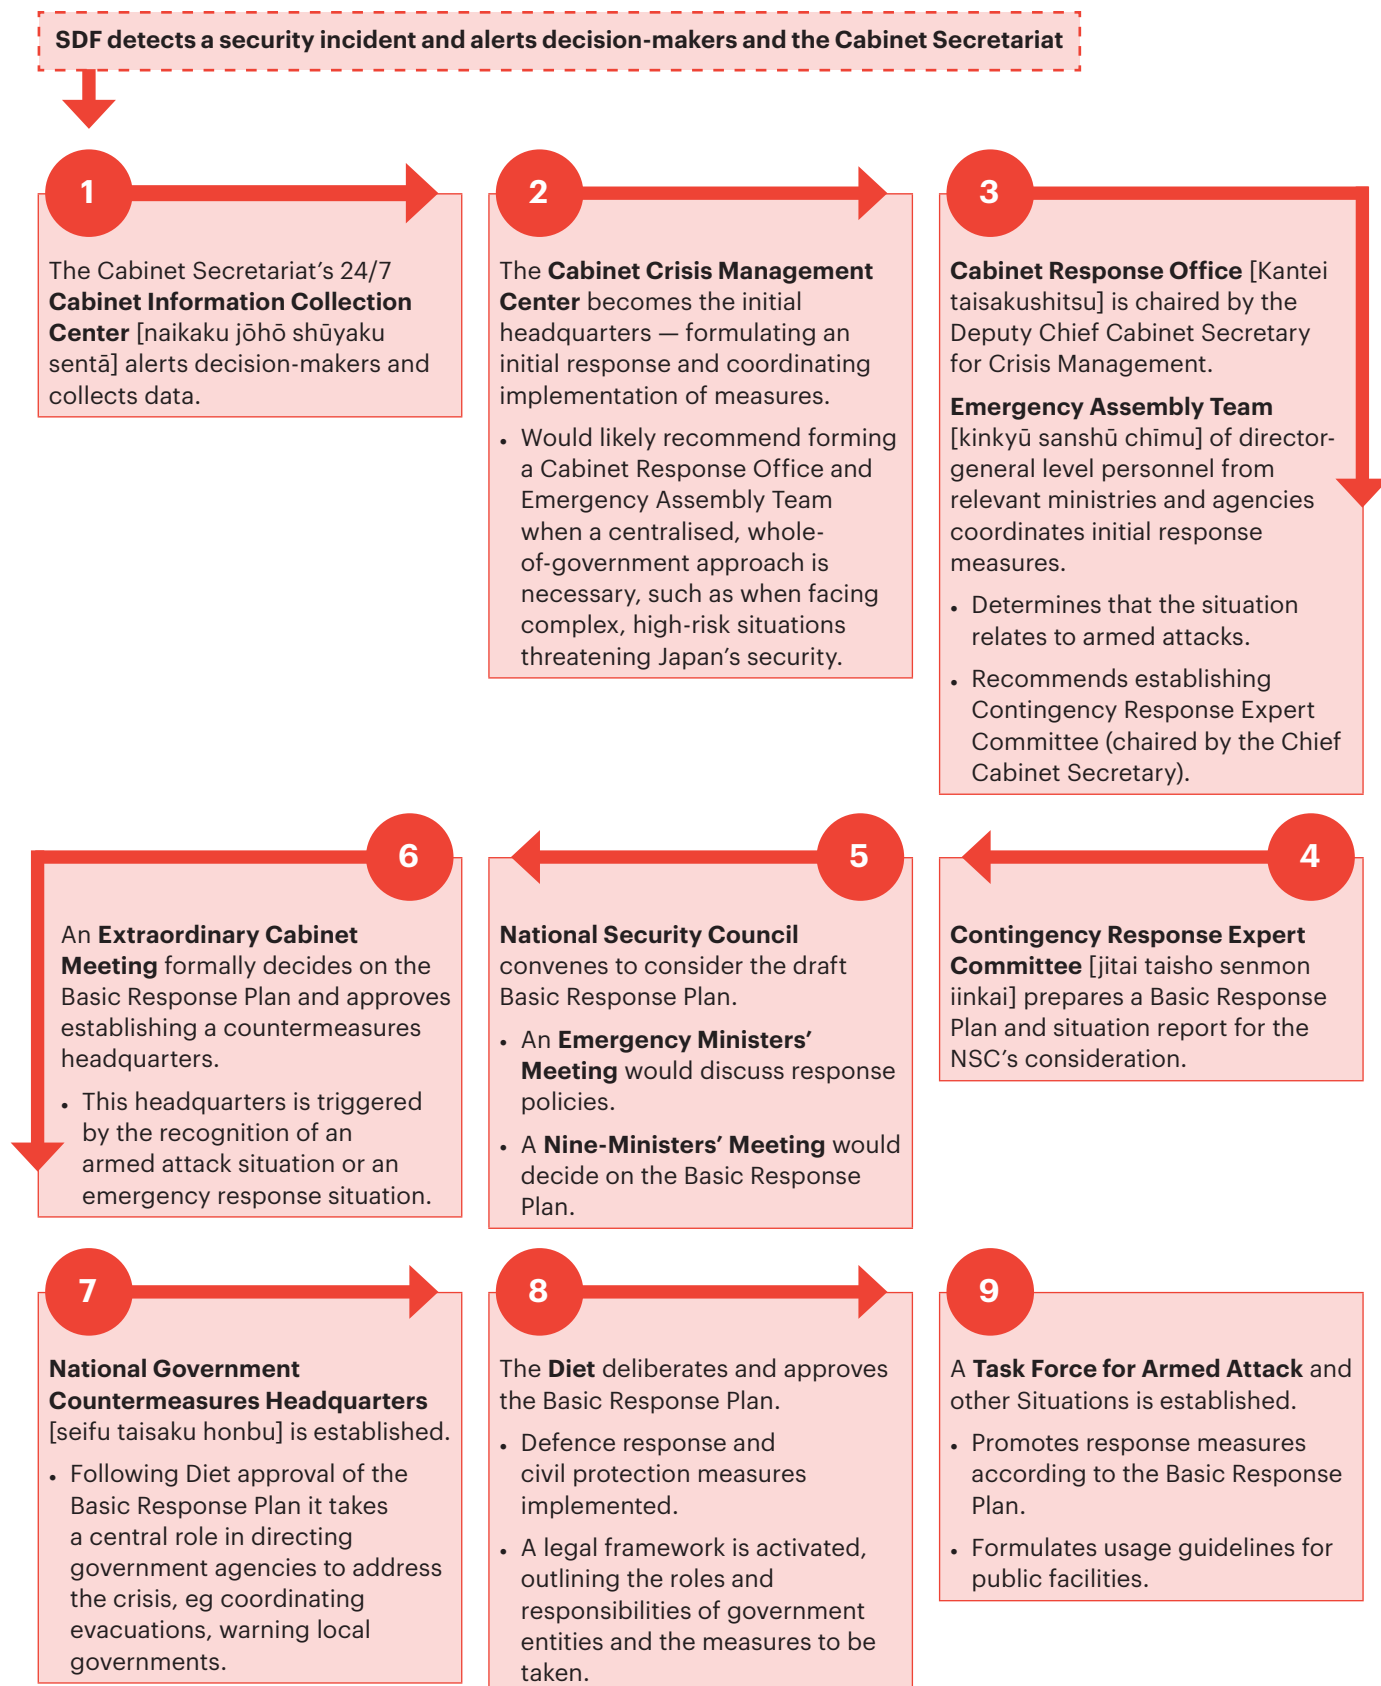 SDF detects a security incident and alerts decision-makers and the Cabinet Secretariat
1
The Cabinet Secretariat's 24/7
Cabinet Information Collection
Center [naikaku jōhō shūyaku
sentā] alerts decision-makers and
collects data.
2
The Cabinet Crisis Management
Center becomes the initial
headquarters — formulating an
initial response and coordinating
implementation of measures.
• Would likely recommend forming
a Cabinet Response Office and
Emergency Assembly Team
when a centralised, whole-
of-government approach is
necessary, such as when facing
complex, high-risk situations
threatening Japan's security.
3
Cabinet Response Office [Kantei
taisakushitsu] is chaired by the
Deputy Chief Cabinet Secretary
for Crisis Management.
Emergency Assembly Team
[kinkyū sanshū chīmu] of director-
general level personnel from
relevant ministries and agencies
coordinates initial response
measures.
• Determines that the situation
relates to armed attacks.
• Recommends establishing
Contingency Response Expert
Committee (chaired by the Chief
Cabinet Secretary).
4
Contingency Response Expert
Committee [jitai taisho senmon
iinkai] prepares a Basic Response
Plan and situation report for the
NSC's consideration.
5
National Security Council
convenes to consider the draft
Basic Response Plan.
• An Emergency Ministers'
Meeting would discuss response
policies.
• A Nine-Ministers' Meeting would
decide on the Basic Response
Plan.
6
An Extraordinary Cabinet
Meeting formally decides on the
Basic Response Plan and approves
establishing a countermeasures
headquarters.
• This headquarters is triggered
by the recognition of an
armed attack situation or an
emergency response situation.
7
National Government
Countermeasures Headquarters
[seifu taisaku honbu] is established.
• Following Diet approval of the
Basic Response Plan it takes
a central role in directing
government agencies to address
the crisis, eg coordinating
evacuations, warning local
governments.
8
The Diet deliberates and approves
the Basic Response Plan.
• Defence response and
civil protection measures
implemented.
• A legal framework is activated,
outlining the roles and
responsibilities of government
entities and the measures to be
taken.
9
A Task Force for Armed Attack and
other Situations is established.
• Promotes response measures
according to the Basic Response
Plan.
• Formulates usage guidelines for
public facilities.